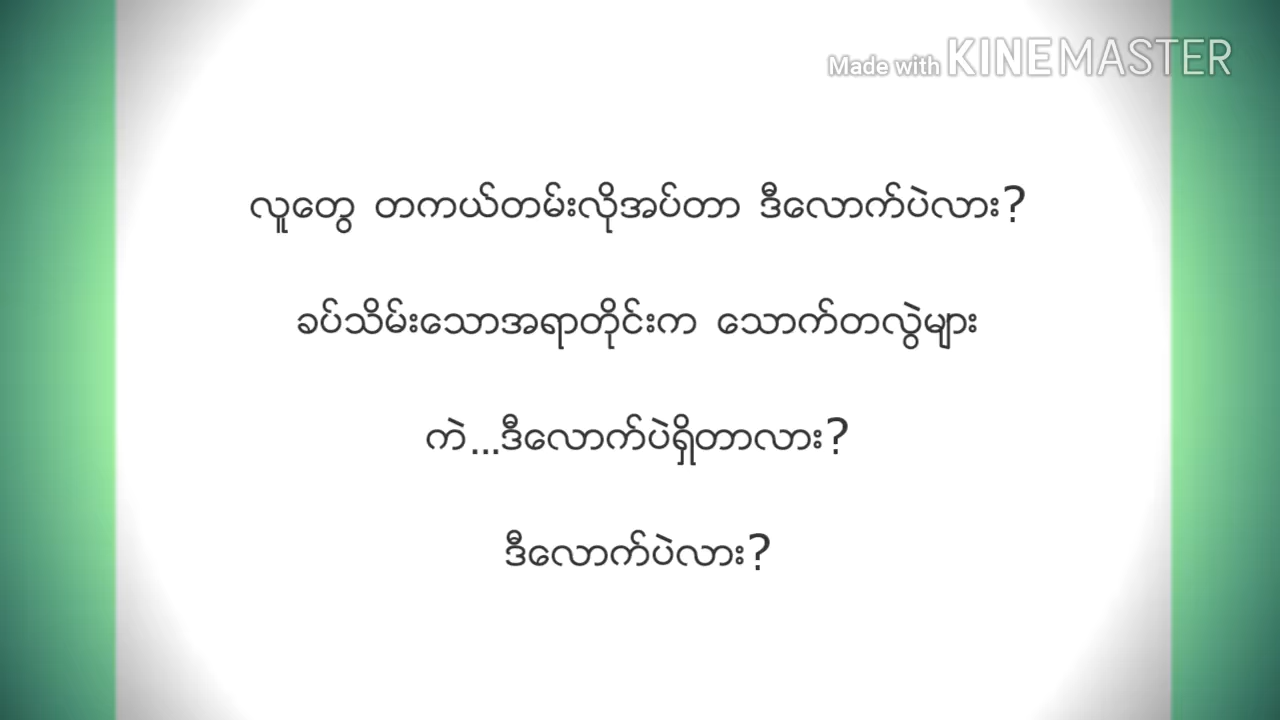 Made with KINEMASTER
လူတွေ တကယ်တမ်းလိုအပ်တာ ဒီလောက်ပဲလား?
ခပ်သိမ်းသောအရာတိုင်းက သောက်တလွဲများ
ကဲ...ဒီလောက်ပဲရှိတာလား?
ဒီလောက်ပဲလား?